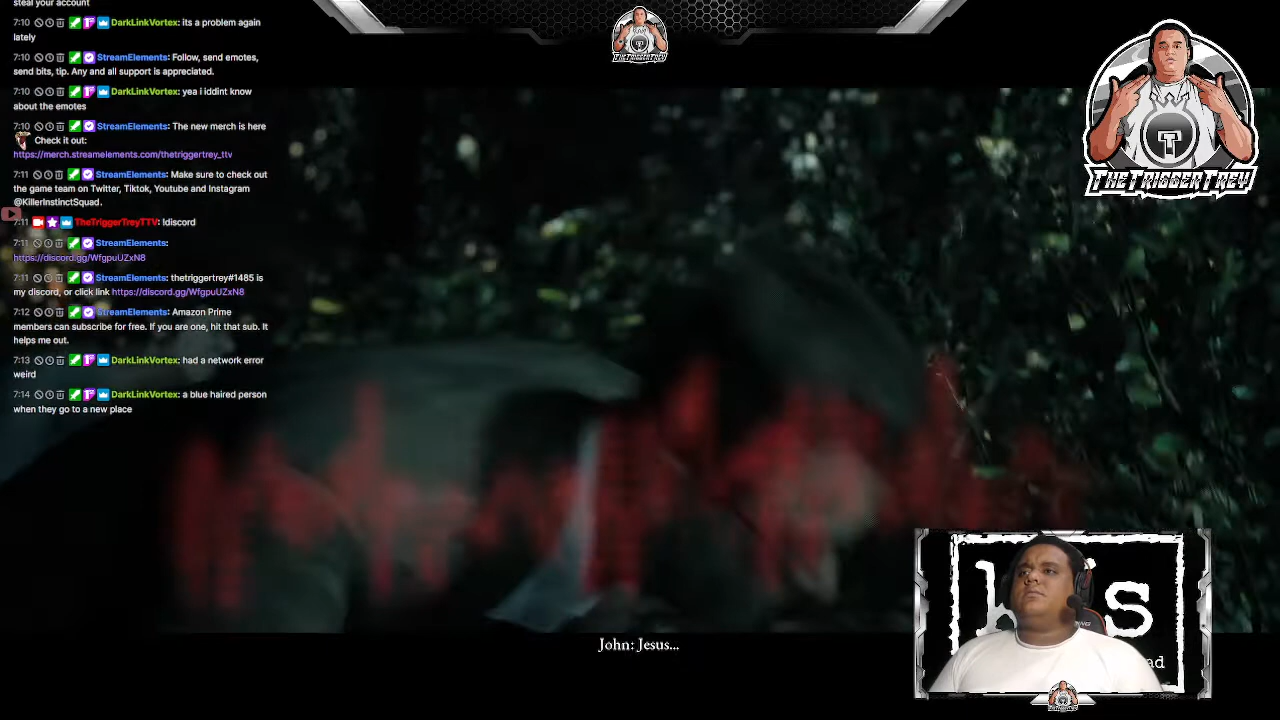 steal your account
7:10 DarkLinkVortex: its a problem again
lately
7:10 StreamElements: Follow, send emotes,
send bits, tip. Any and all support is appreciated.
7:10 DarkLinkVortex: yea i iddint know
about the emotes
7:10 StreamElements: The new merch is here
Check it out:
https://merch.streamelements.com/thetriggertrey_ttv
7:11 StreamElements: Make sure to check out
the game team on Twitter, Tiktok, Youtube and Instagram
@KillerInstinctSquad.
7:11 TheTriggerTreyTTV: !discord
7:11 StreamElements:
https://discord.gg/WfgpuUZxN8
7:11 StreamElements: thetriggertrey#1485 is
my discord, or click link https://discord.gg/WfgpuUZxN8
7:12 StreamElements: Amazon Prime
members can subscribe for free. If you are one, hit that sub. It
helps me out.
7:13 DarkLinkVortex: had a network error
weird
7:14 DarkLinkVortex: a blue haired person
when they go to a new place
THETRIGGERTREY
T
THETRIGGERTREY
John: Jesus...